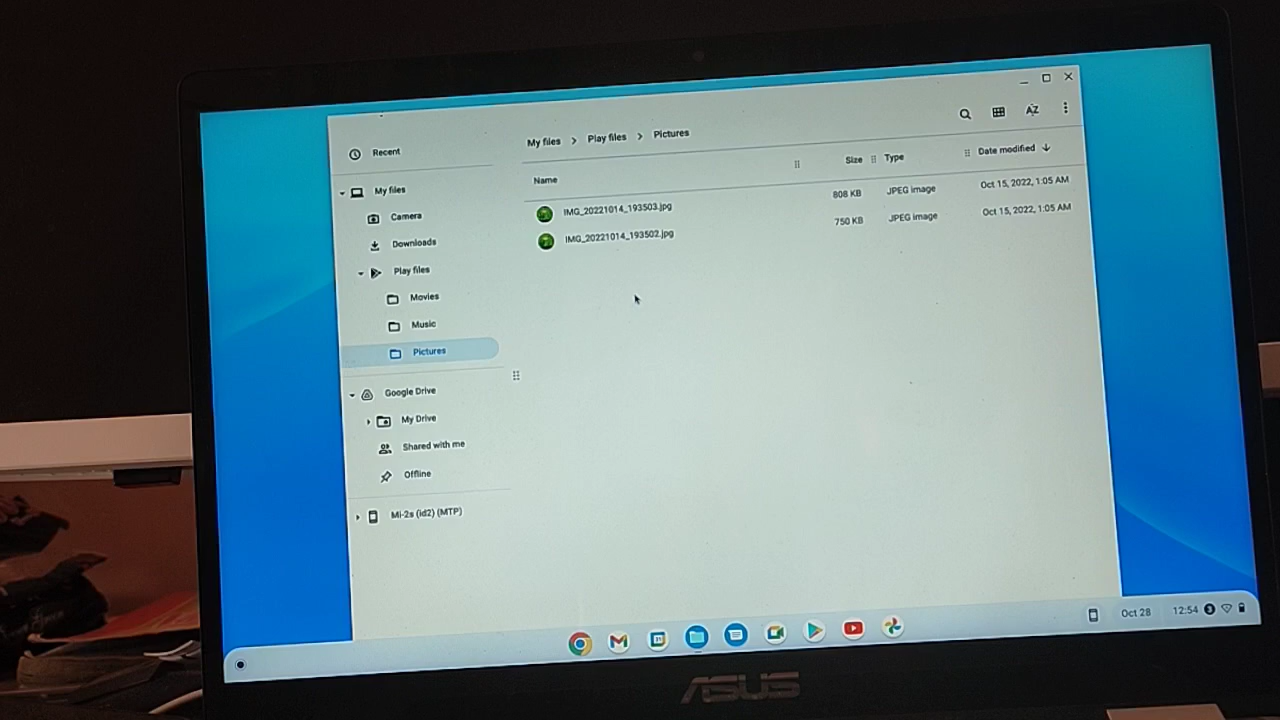 Recent
My files
Camera
Downloads
Play files
Movies
Music
Pictures
Google Drive
My Drive
Shared with me
Offline
Mi-2s (id2) (MTP)
My files > Play files > Pictures
AZ
Name Size Type Date modified
IMG_20221014_193503.jpg 808 KB JPEG image Oct 15, 2022, 1:05 AM
IMG_20221014_193502.jpg 750 KB JPEG image Oct 15, 2022, 1:05 AM
Oct 28 12:54 3
ASUS